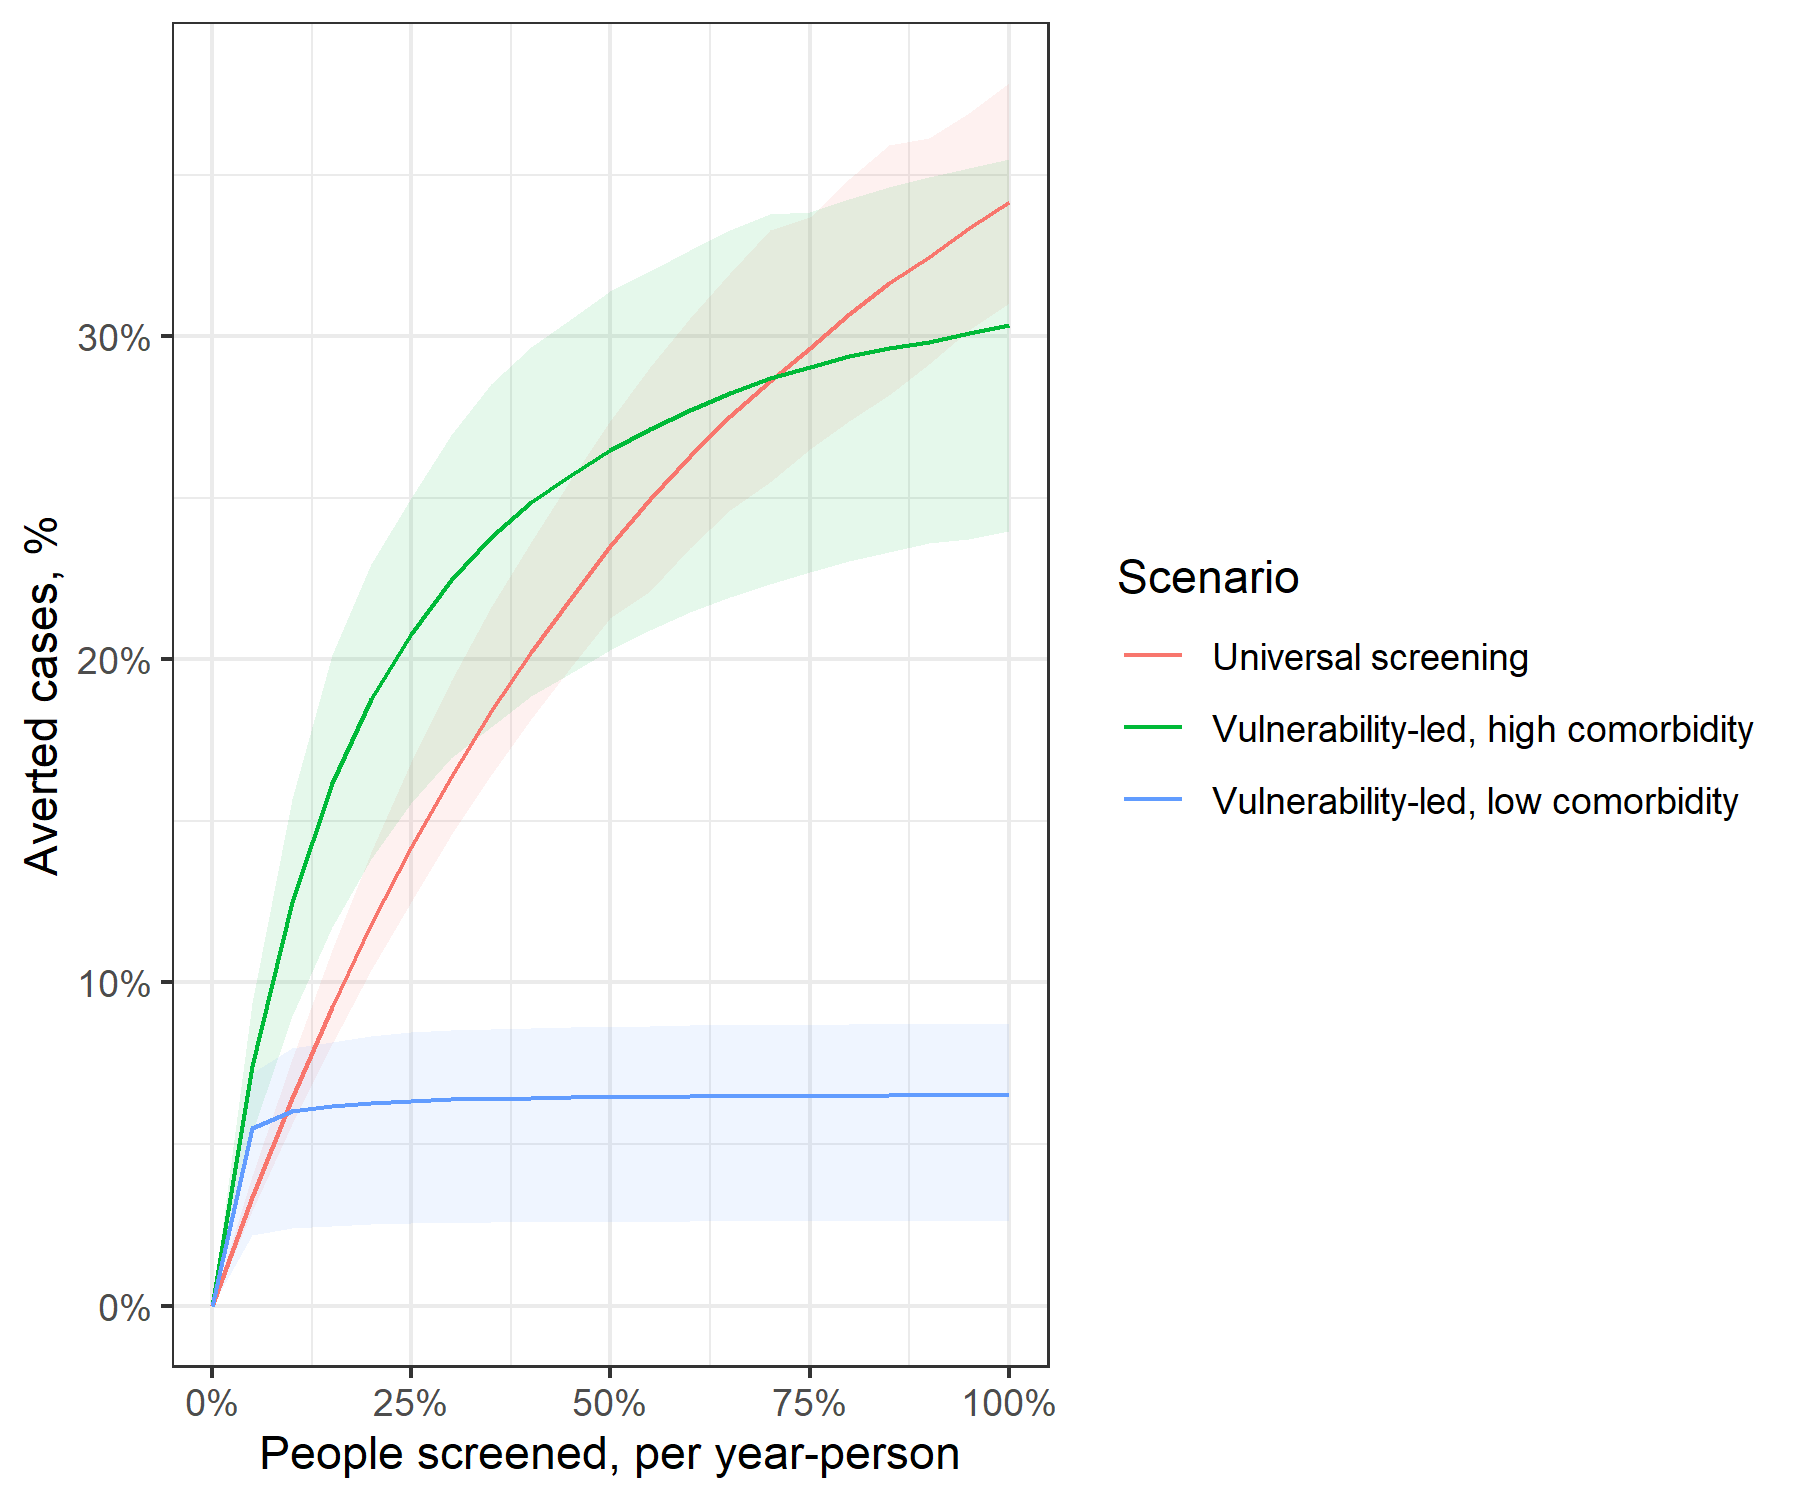 Averted cases, %
30%
20%
10%
0%
0%
25%
50%
75%
100%
People screened, per year-person
Scenario
Universal screening
Vulnerability-led, high comorbidity
Vulnerability-led, low comorbidity